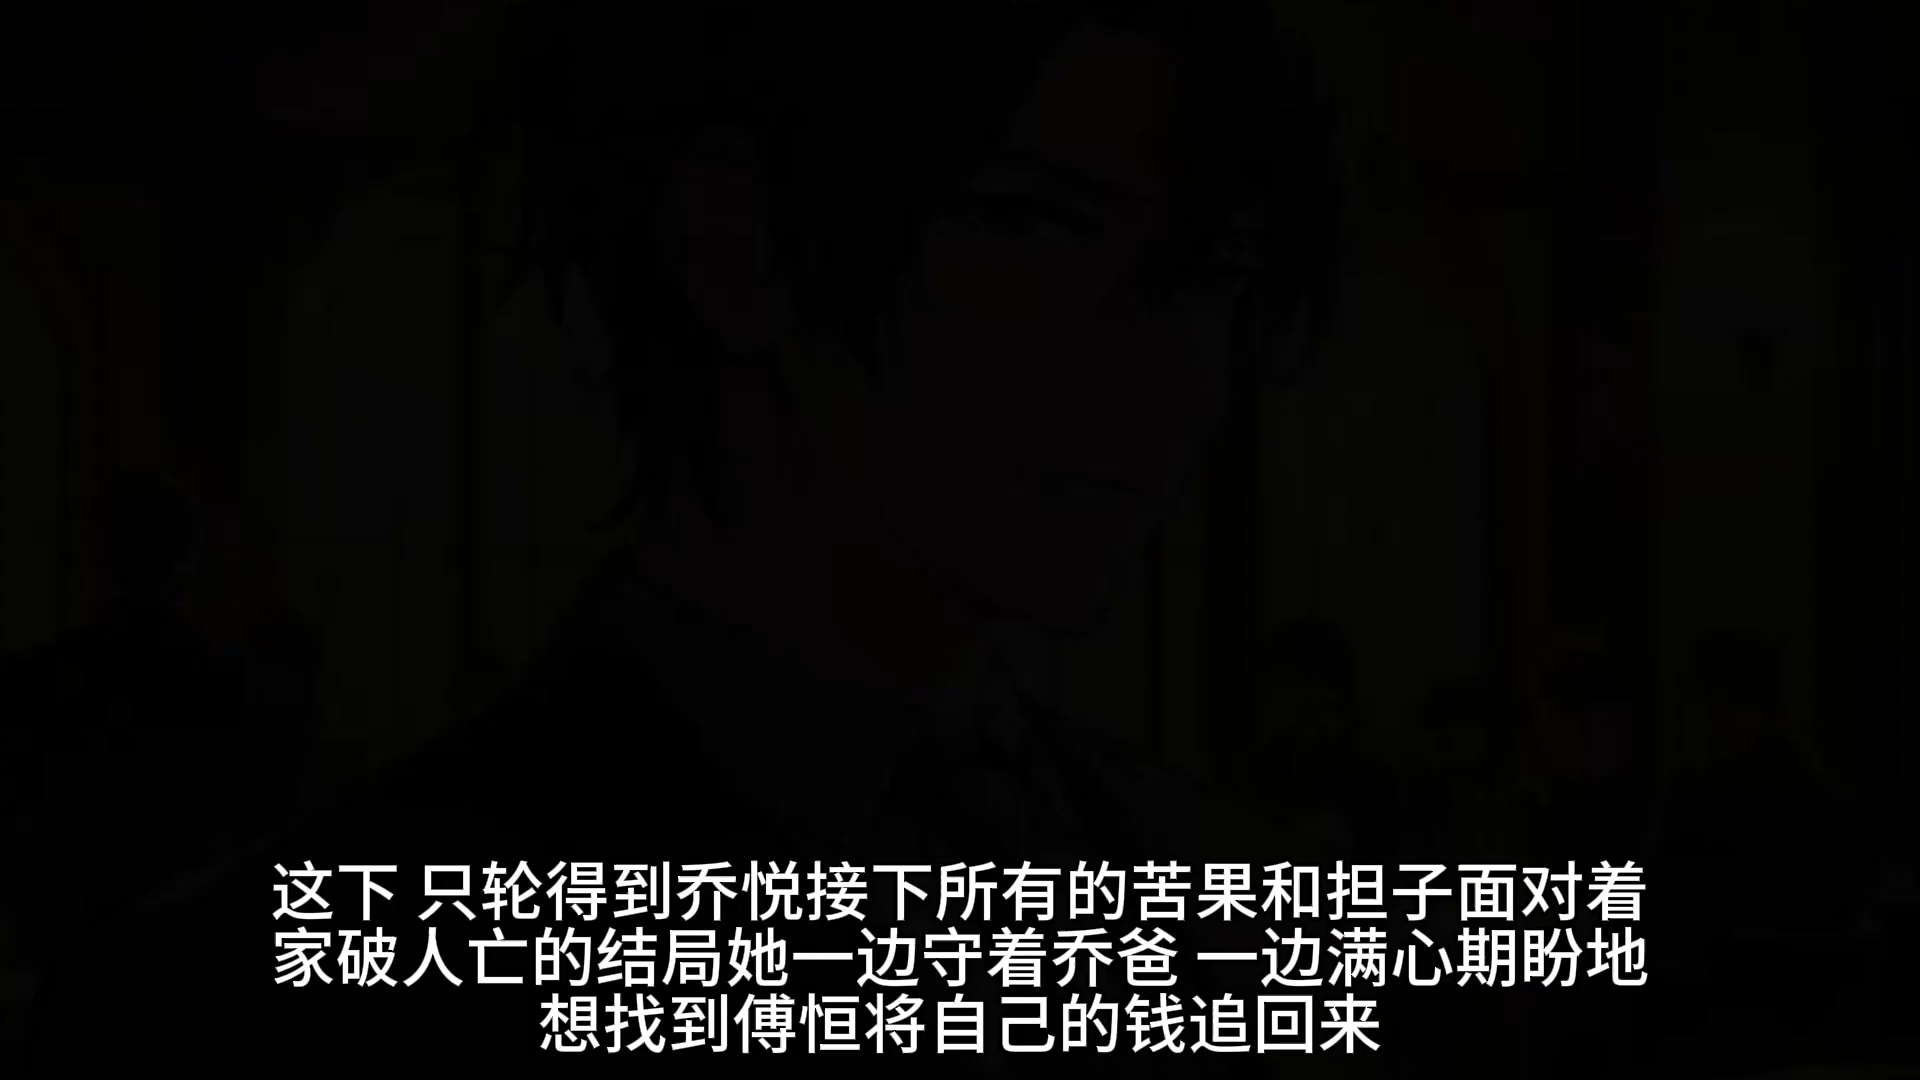 这下 只轮得到乔悦接下所有的苦果和担子面对着
家破人亡的结局她一边守着乔爸 一边满心期盼地
想找到傅恒将自己的钱追回来